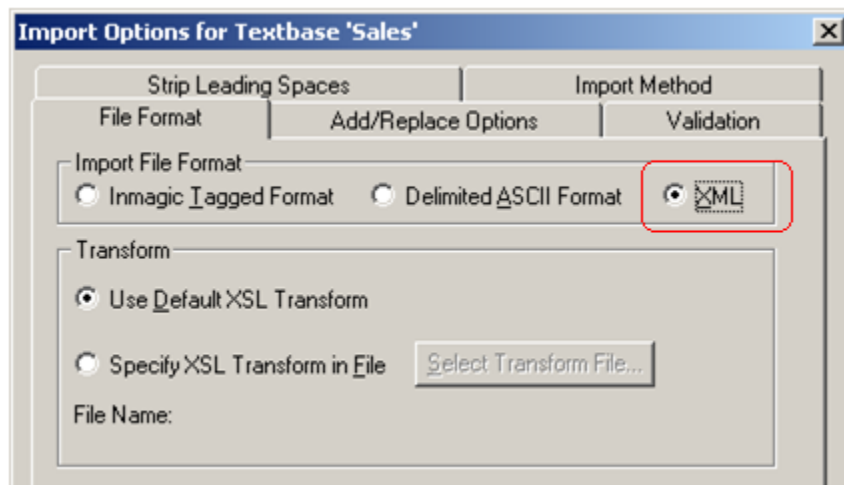 Import Options for Textbase 'Sales'
Strip Leading Spaces Import Method
File Format Add/Replace Options Validation
Import File Format
Inmagic Tagged Format Delimited ASCII Format XML
Transform
Use Default XSL Transform
Specify XSL Transform in File Select Transform File...
File Name: